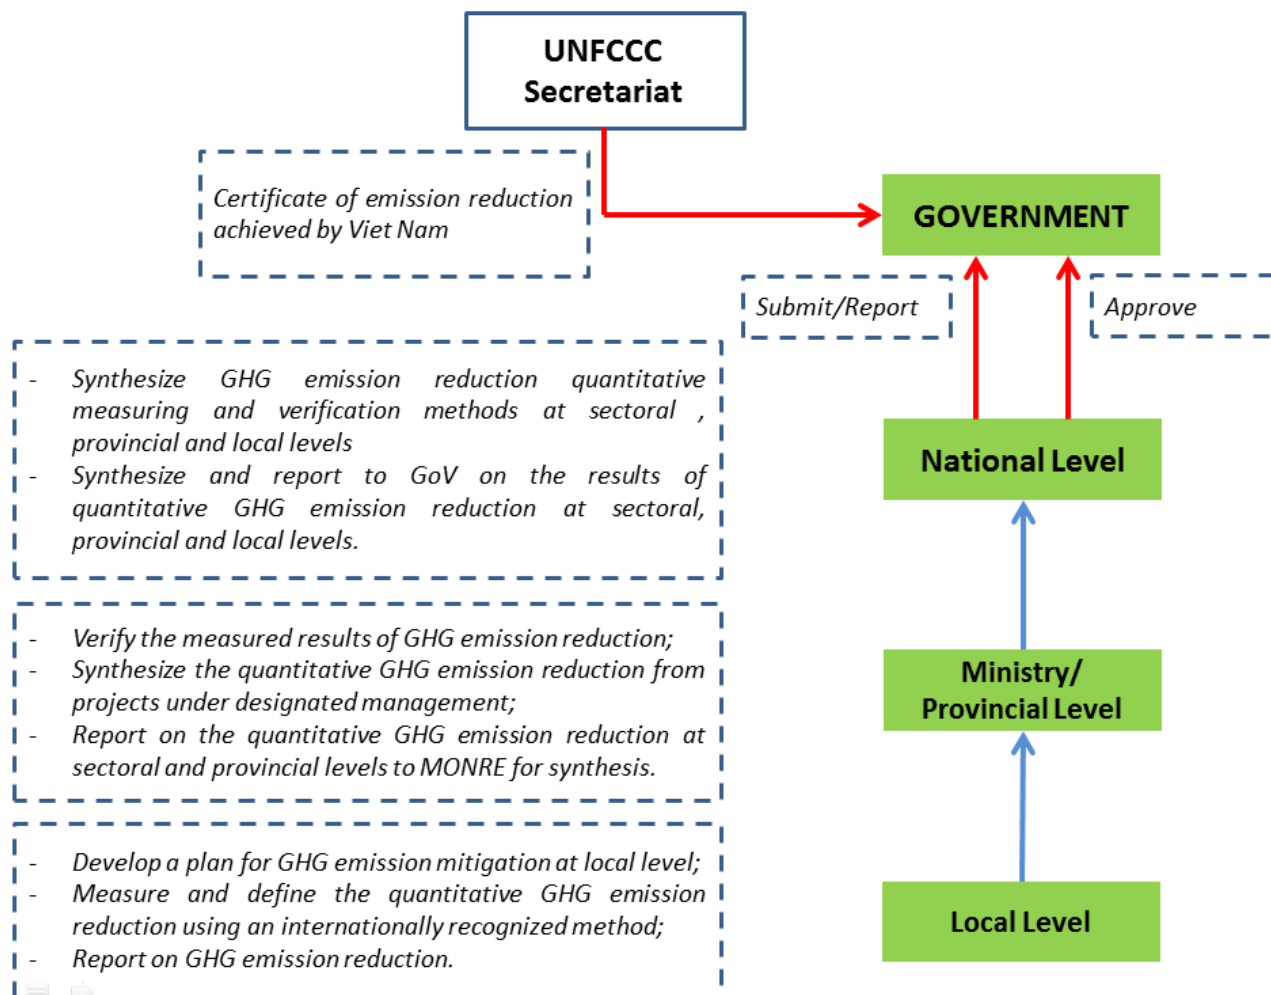 UNFCCC
Secretariat
Certificate of emission reduction
achieved by Viet Nam
GOVERNMENT
Submit/Report
Approve
- Synthesize GHG emission reduction quantitative
measuring and verification methods at sectoral ,
provincial and local levels
- Synthesize and report to GoV on the results of
quantitative GHG emission reduction at sectoral,
provincial and local levels.
National Level
- Verify the measured results of GHG emission reduction;
- Synthesize the quantitative GHG emission reduction from
projects under designated management;
- Report on the quantitative GHG emission reduction at
sectoral and provincial levels to MONRE for synthesis.
Ministry/
Provincial Level
- Develop a plan for GHG emission mitigation at local level;
- Measure and define the quantitative GHG emission
reduction using an internationally recognized method;
- Report on GHG emission reduction.
Local Level